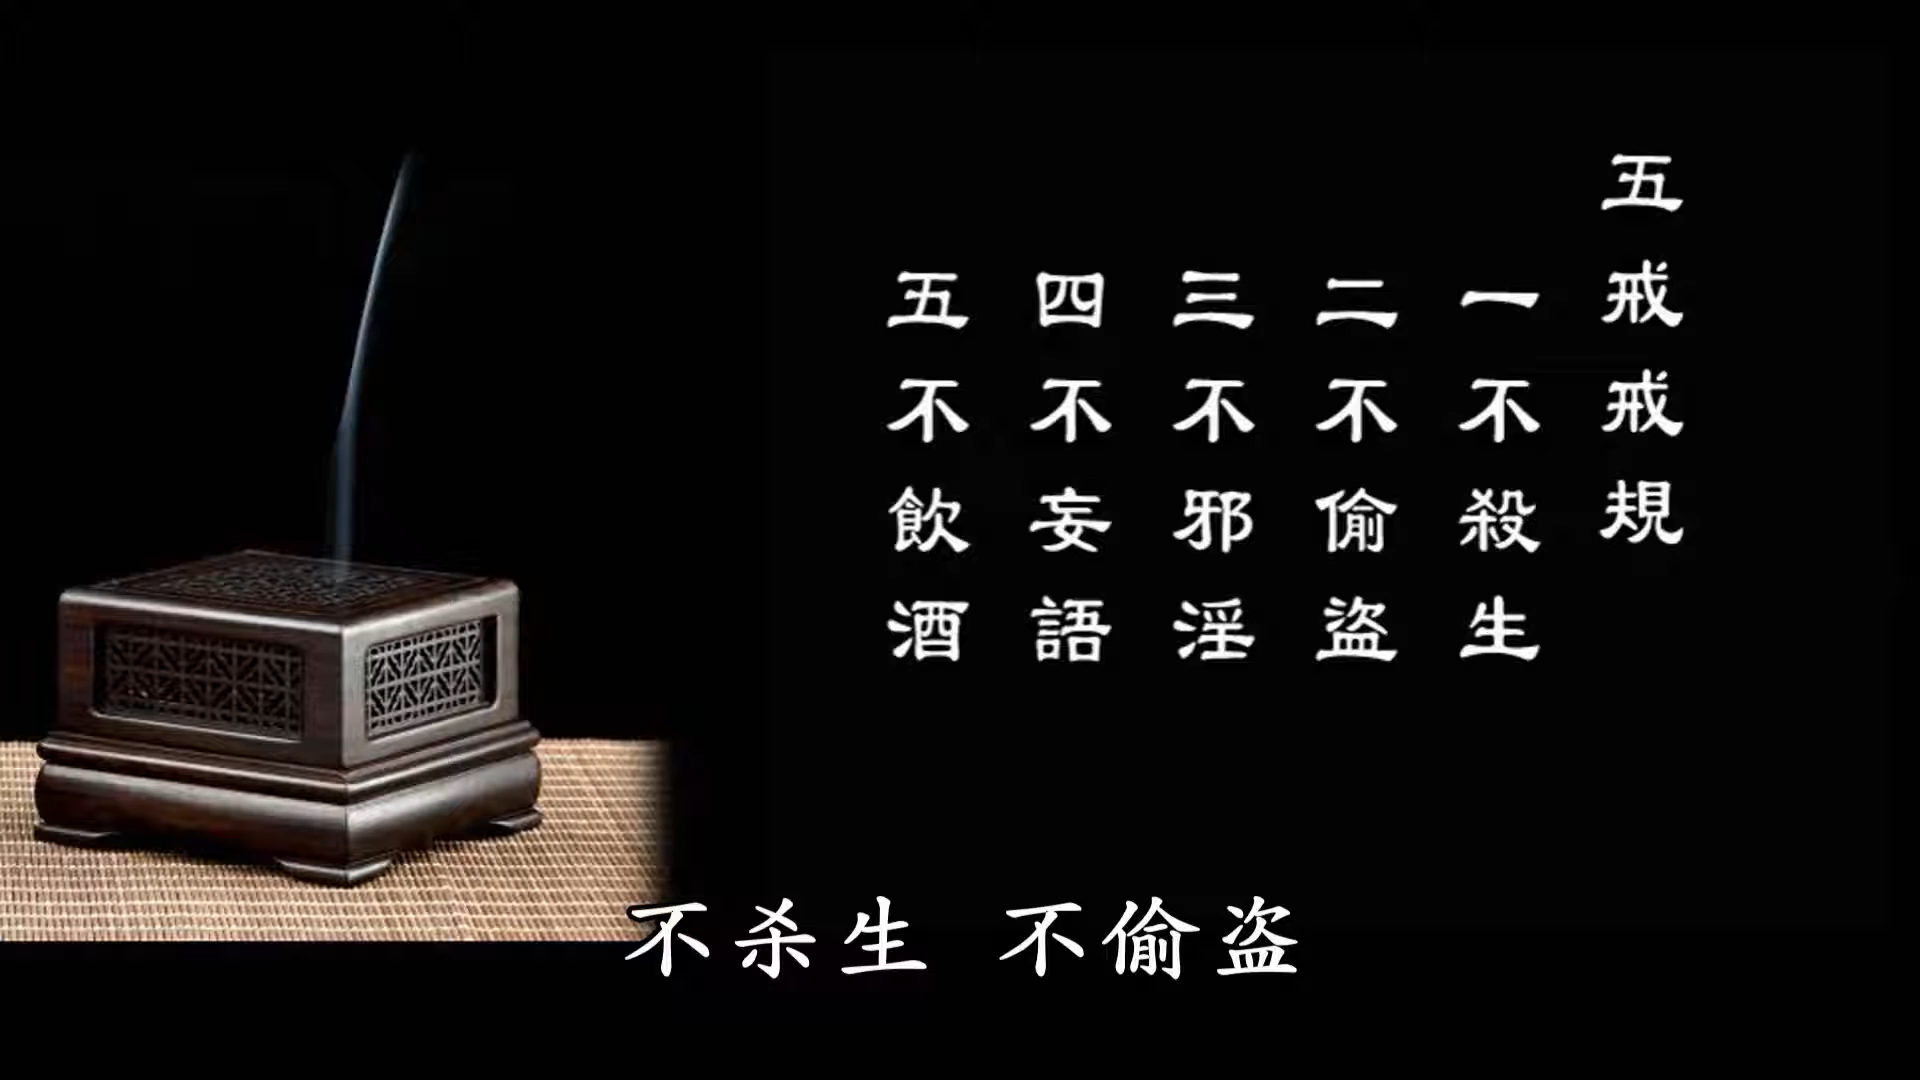 五戒戒規
一不殺生
二不偷盜
三不邪淫
四不妄語
五不飲酒
不杀生 不偷盗